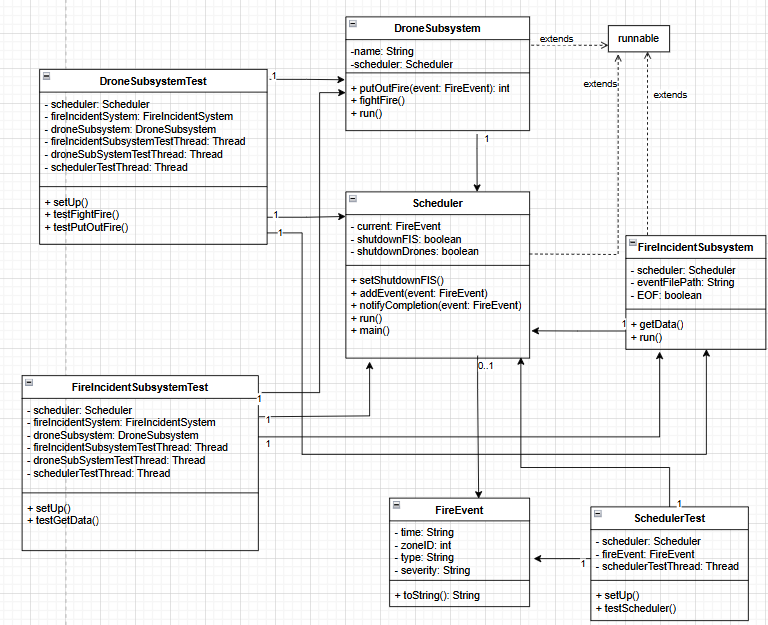 DroneSubsystem
-name: String
-scheduler: Scheduler
+ putOutFire(event: FireEvent): int
+ fightFire()
+ run()
extends
runnable
extends
extends
DroneSubsystemTest
- scheduler: Scheduler
- fireIncidentSystem: FireIncidentSystem
- droneSubsystem: DroneSubsystem
- fireIncidentSubsystemTestThread: Thread
- droneSubSystemTestThread: Thread
- schedulerTestThread: Thread
+ setUp()
+ testFightFire()
+ testPutOutFire()
1
1
1
1
Scheduler
- current: FireEvent
- shutdownFIS: boolean
- shutdownDrones: boolean
+ setShutdownFIS()
+ addEvent(event: FireEvent)
+ notifyCompletion(event: FireEvent)
+ run()
+ main()
0..1
FireIncidentSubsystem
- scheduler: Scheduler
- eventFilePath: String
- EOF: boolean
+ getData()
+ run()
1
FireIncidentSubsystemTest
- scheduler: Scheduler
- fireIncidentSystem: FireIncidentSystem
- droneSubsystem: DroneSubsystem
- fireIncidentSubsystemTestThread: Thread
- droneSubSystemTestThread: Thread
- schedulerTestThread: Thread
+ setUp()
+ testGetData()
1
1
1
FireEvent
- time: String
- zoneID: int
- type: String
- severity: String
+ toString(): String
1
1
SchedulerTest
- scheduler: Scheduler
- fireEvent: FireEvent
- schedulerTestThread: Thread
+ setUp()
+ testScheduler()